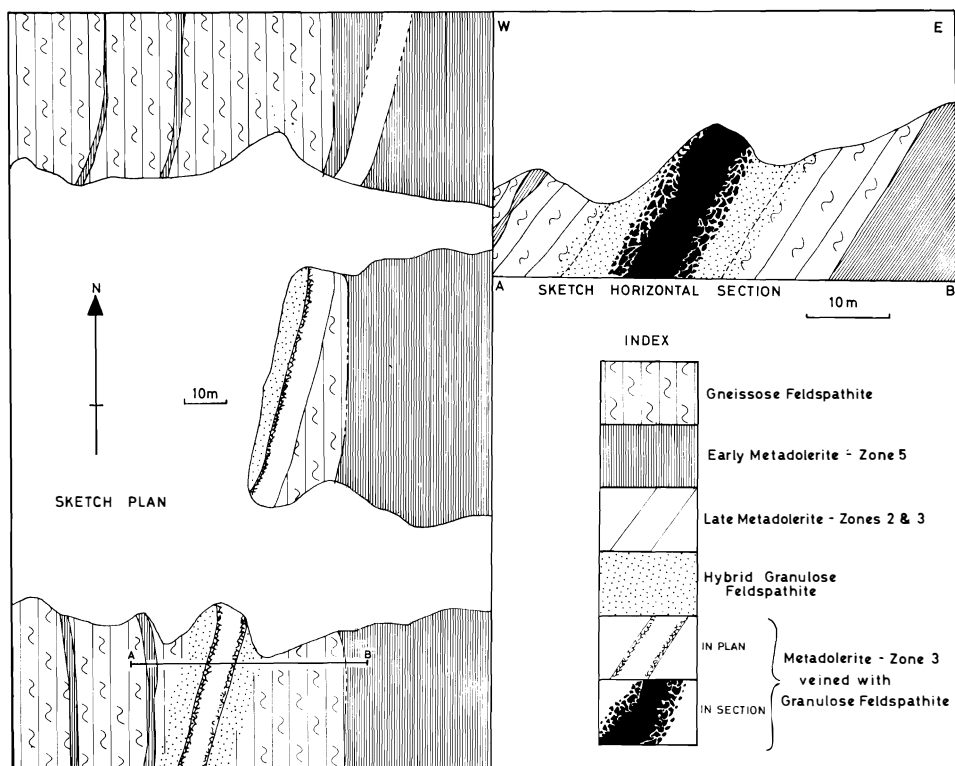 N
10m
SKETCH PLAN
A B
W E
A SKETCH HORIZONTAL SECTION B
10 m
INDEX
Gneissose Feldspathite
Early Metadolerite - Zone 5
Late Metadolerite - Zones 2 & 3
Hybrid Granulose
Feldspathite
IN PLAN
IN SECTION
Metadolerite - Zone 3
veined with
Granulose Feldspathite